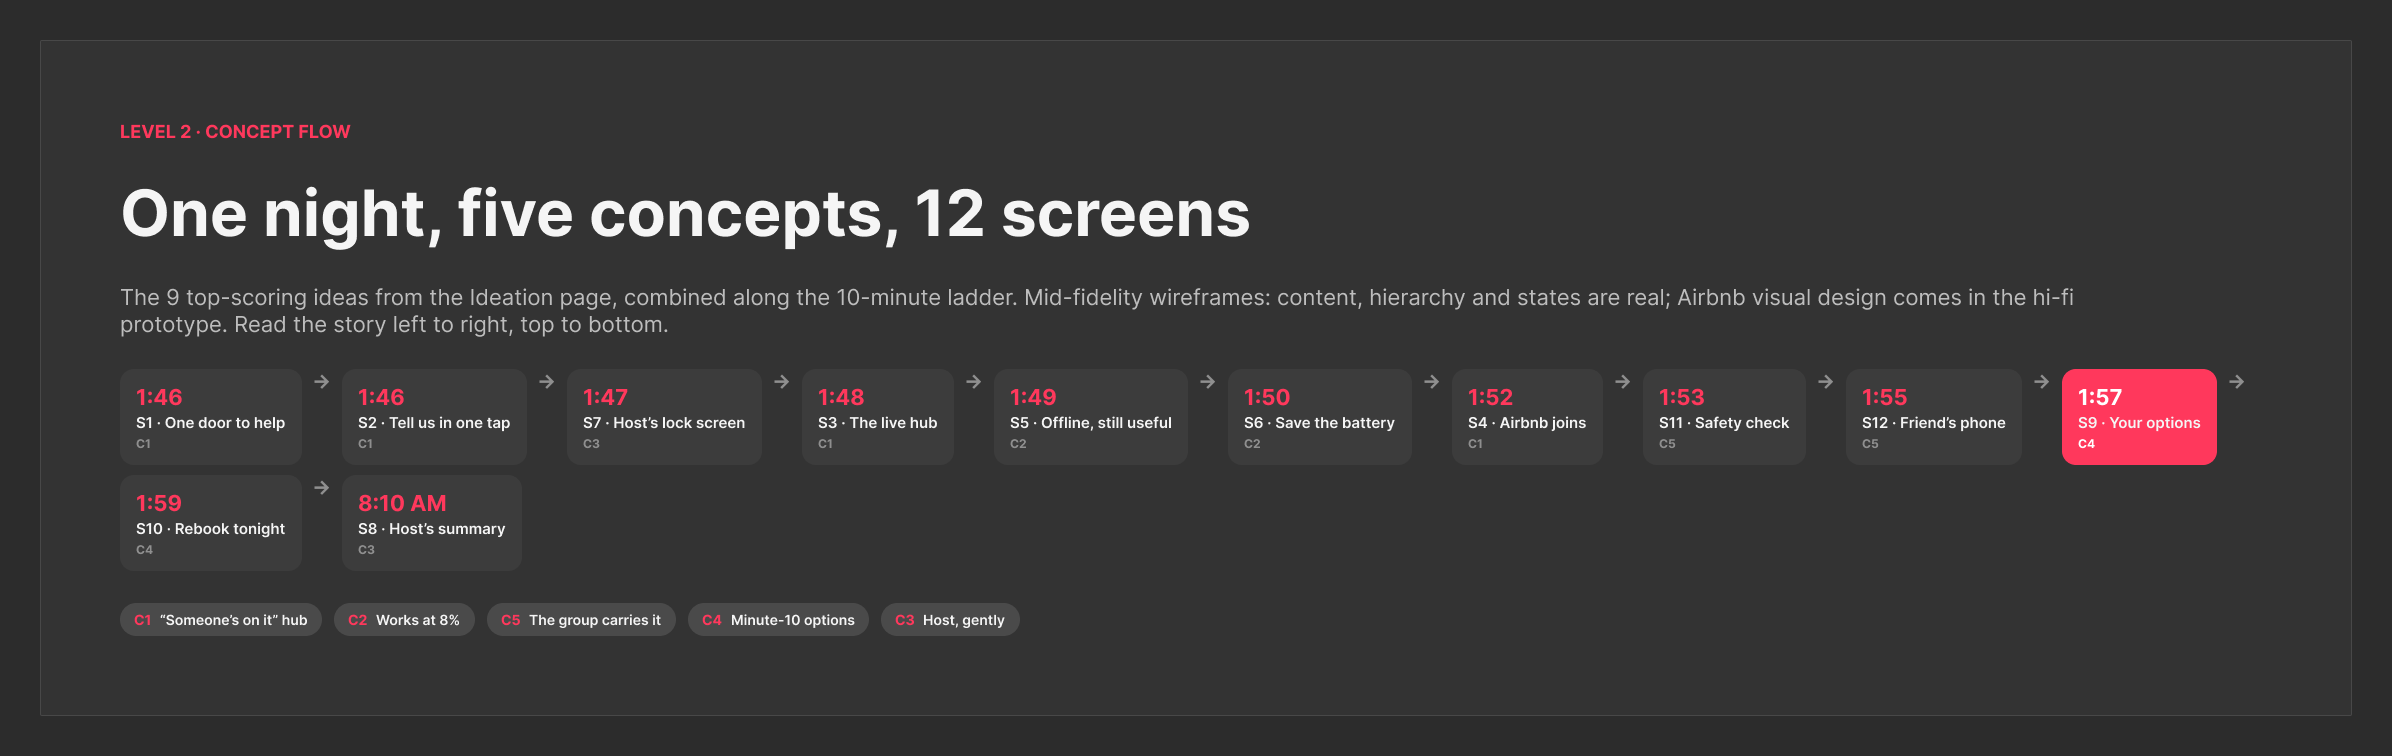 LEVEL 2 · CONCEPT FLOW
One night, five concepts, 12 screens
The 9 top-scoring ideas from the Ideation page, combined along the 10-minute ladder. Mid-fidelity wireframes: content, hierarchy and states are real; Airbnb visual design comes in the hi-fi
prototype. Read the story left to right, top to bottom.
1:46
S1 · One door to help
C1
→
1:46
S2 · Tell us in one tap
C1
→
1:47
S7 · Host’s lock screen
C3
→
1:48
S3 · The live hub
C1
→
1:49
S5 · Offline, still useful
C2
→
1:50
S6 · Save the battery
C2
→
1:52
S4 · Airbnb joins
C1
→
1:53
S11 · Safety check
C5
→
1:55
S12 · Friend’s phone
C5
→
1:57
S9 · Your options
C4
→
1:59
S10 · Rebook tonight
C4
→
8:10 AM
S8 · Host’s summary
C3
C1 “Someone’s on it” hub
C2 Works at 8%
C5 The group carries it
C4 Minute-10 options
C3 Host, gently